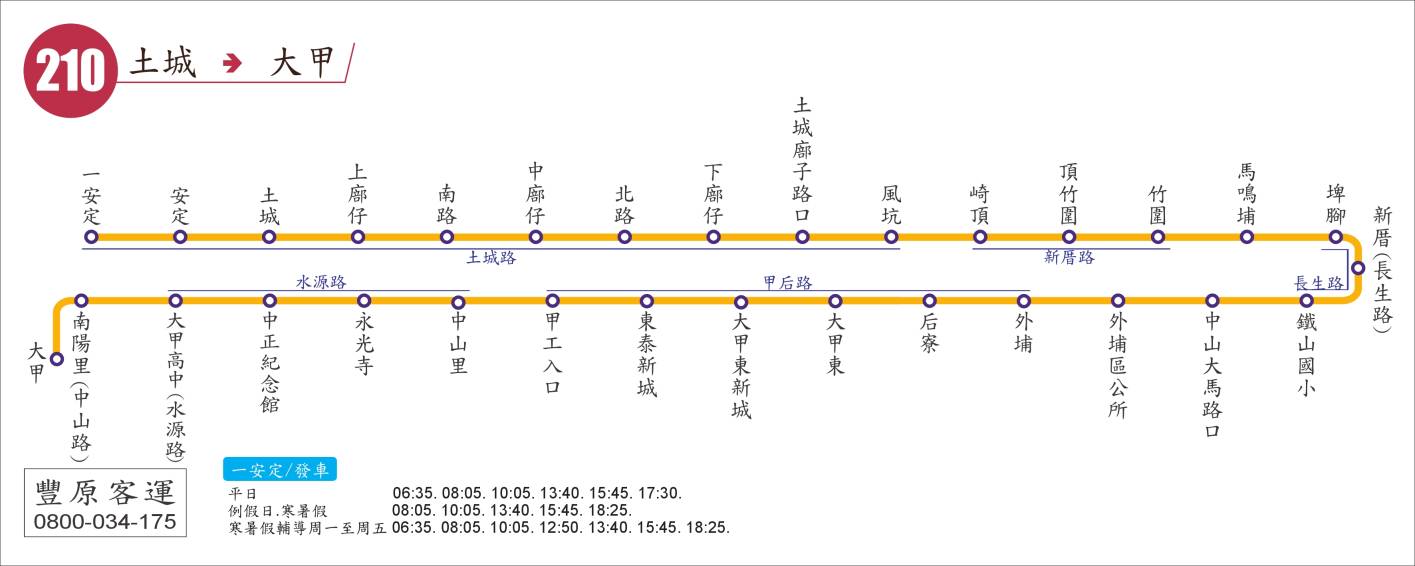 210 土城 → 大甲
一安定
安定
土城
上廍仔
南路
中廍仔
北路
下廍仔
土城廍子路口
風坑
崎頂
頂竹圍
竹圍
馬鳴埔
埤腳
新厝(長生路)
土城路
新厝路
長生路
甲后路
水源路
鐵山國小
中山大馬路口
外埔區公所
外埔
后寮
大甲東
大甲東新城
東泰新城
甲工入口
中山里
永光寺
中正紀念館
大甲高中(水源路)
南陽里(中山路)
大甲
豐原客運
0800-034-175
一安定/發車
平日 06:35. 08:05. 10:05. 13:40. 15:45. 17:30.
例假日.寒暑假 08:05. 10:05. 13:40. 15:45. 18:25.
寒暑假輔導周一至周五 06:35. 08:05. 10:05. 12:50. 13:40. 15:45. 18:25.